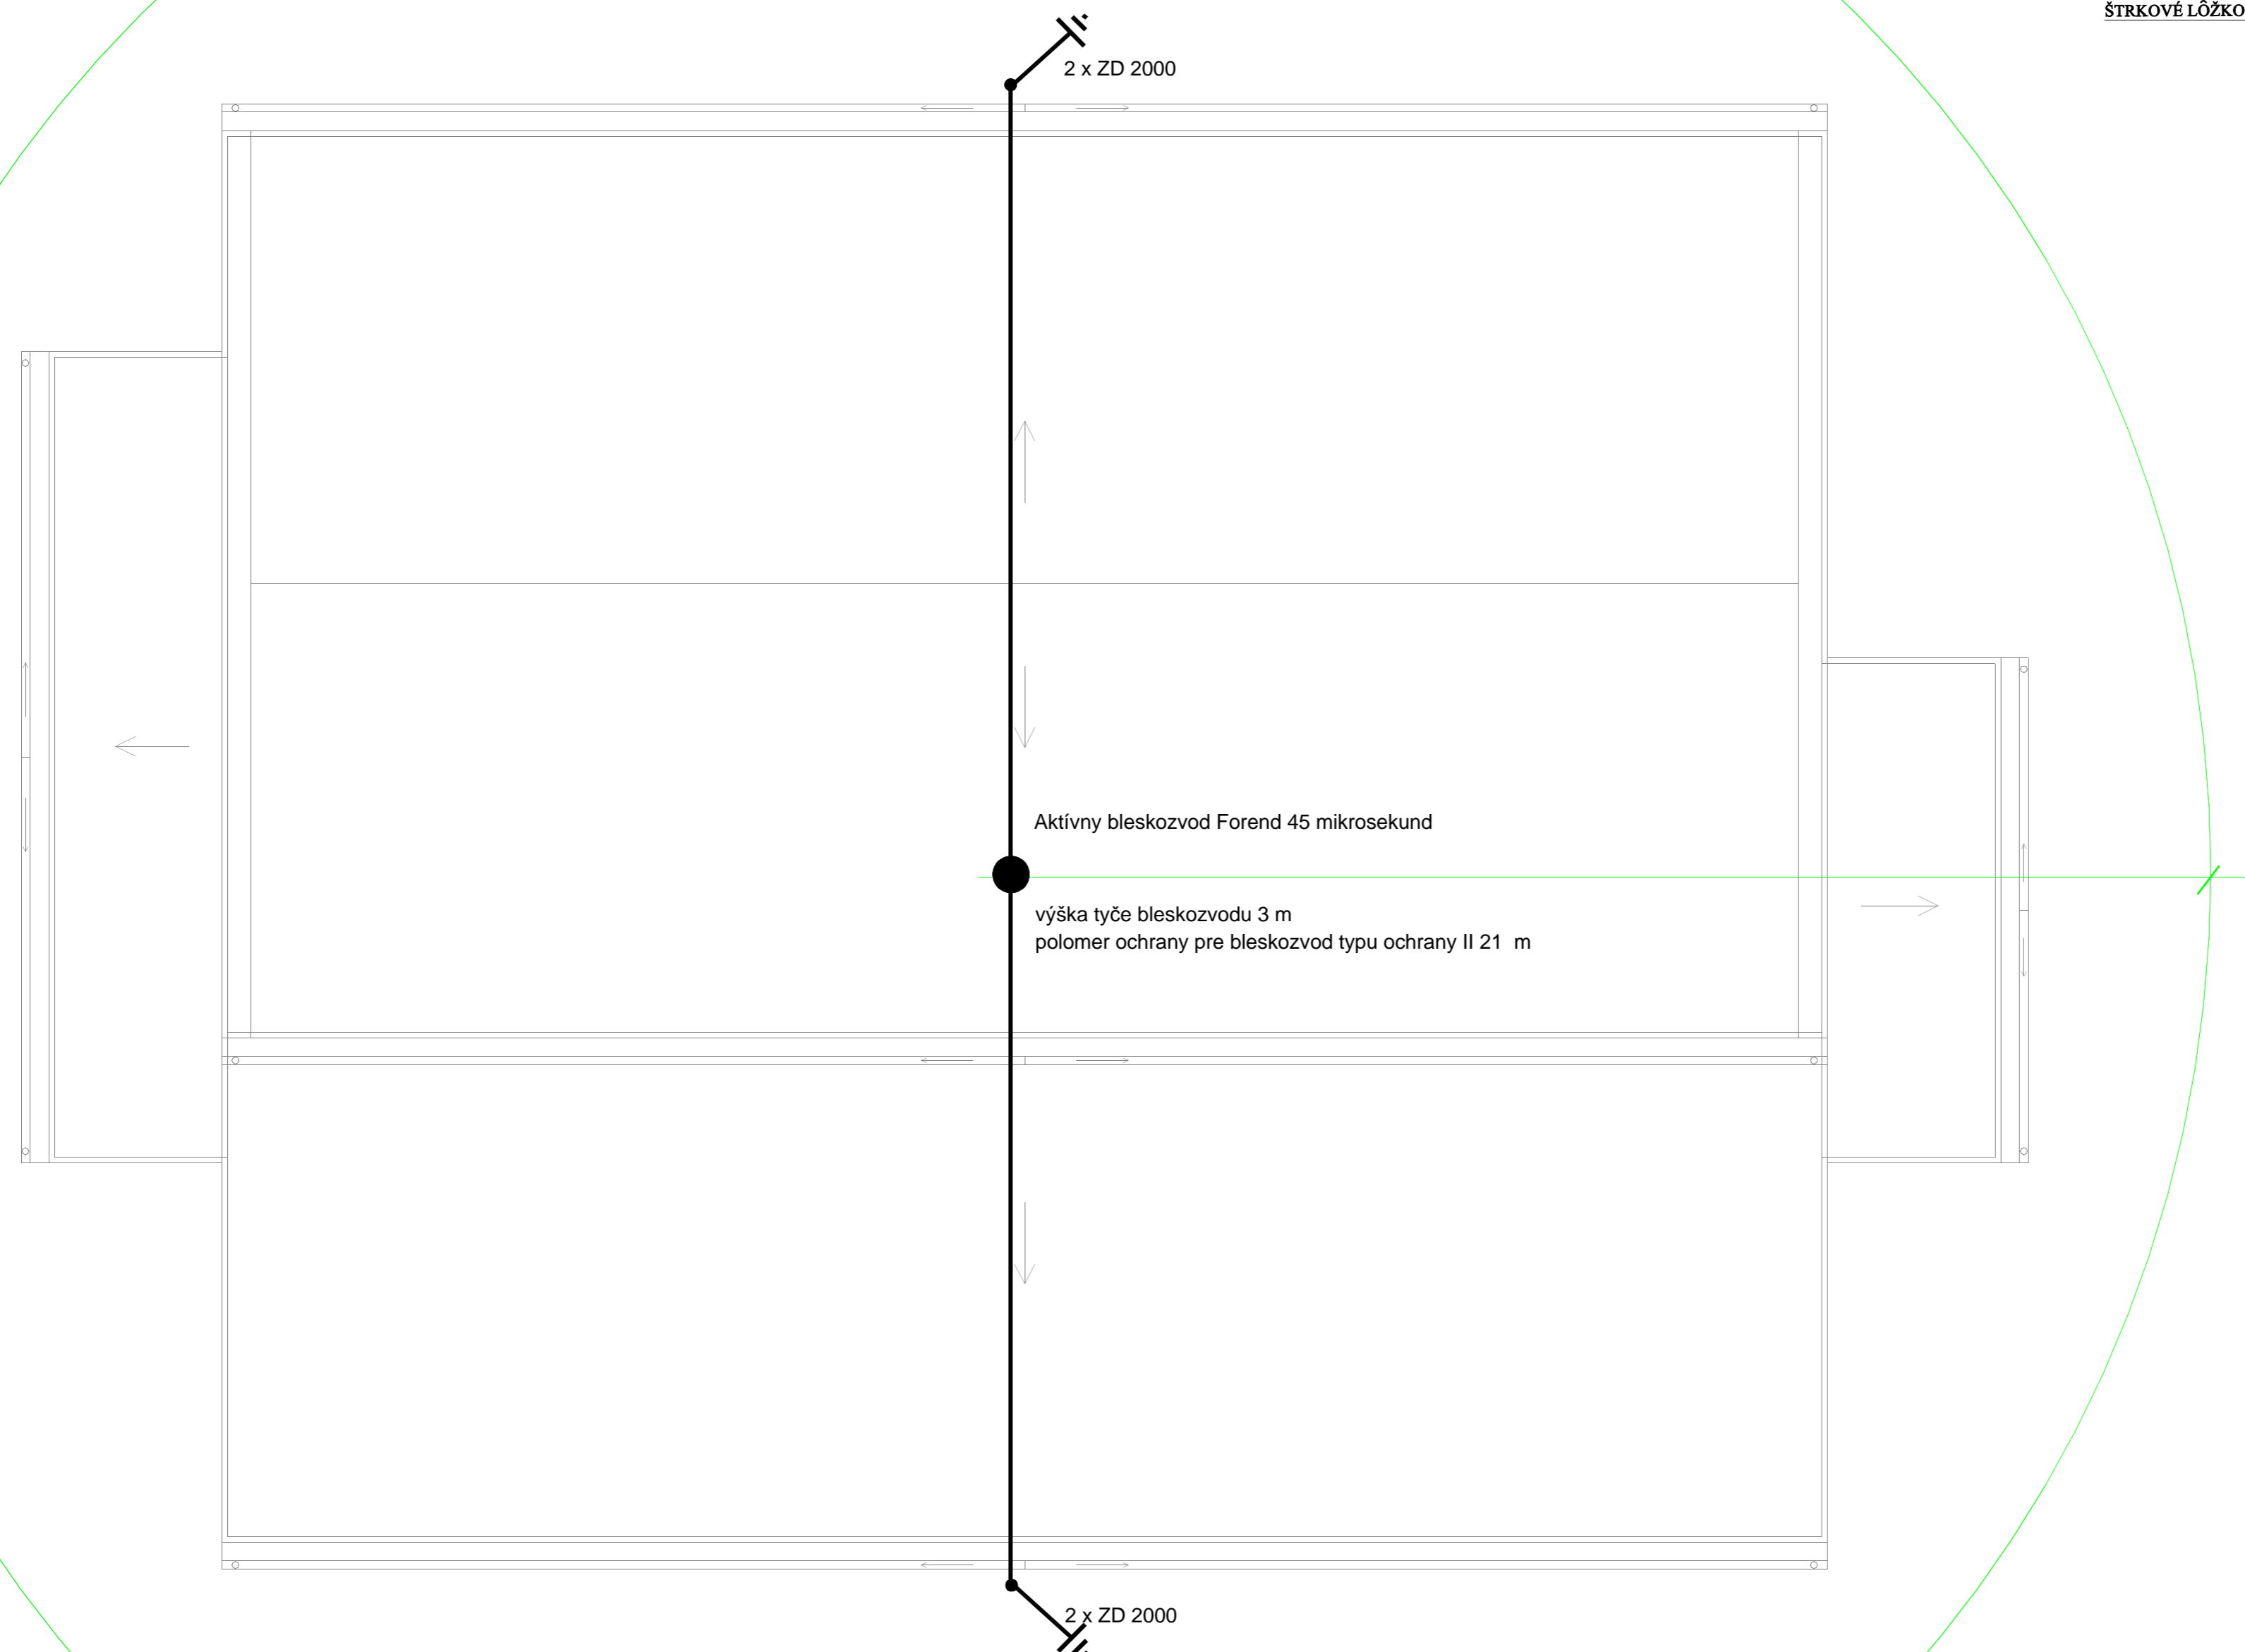 ŠTRKOVÉ LÔŽKO
2 x ZD 2000
Aktívny bleskozvod Forend 45 mikrosekund
výška tyče bleskozvodu 3 m
polomer ochrany pre bleskozvod typu ochrany II 21 m
2 x ZD 2000